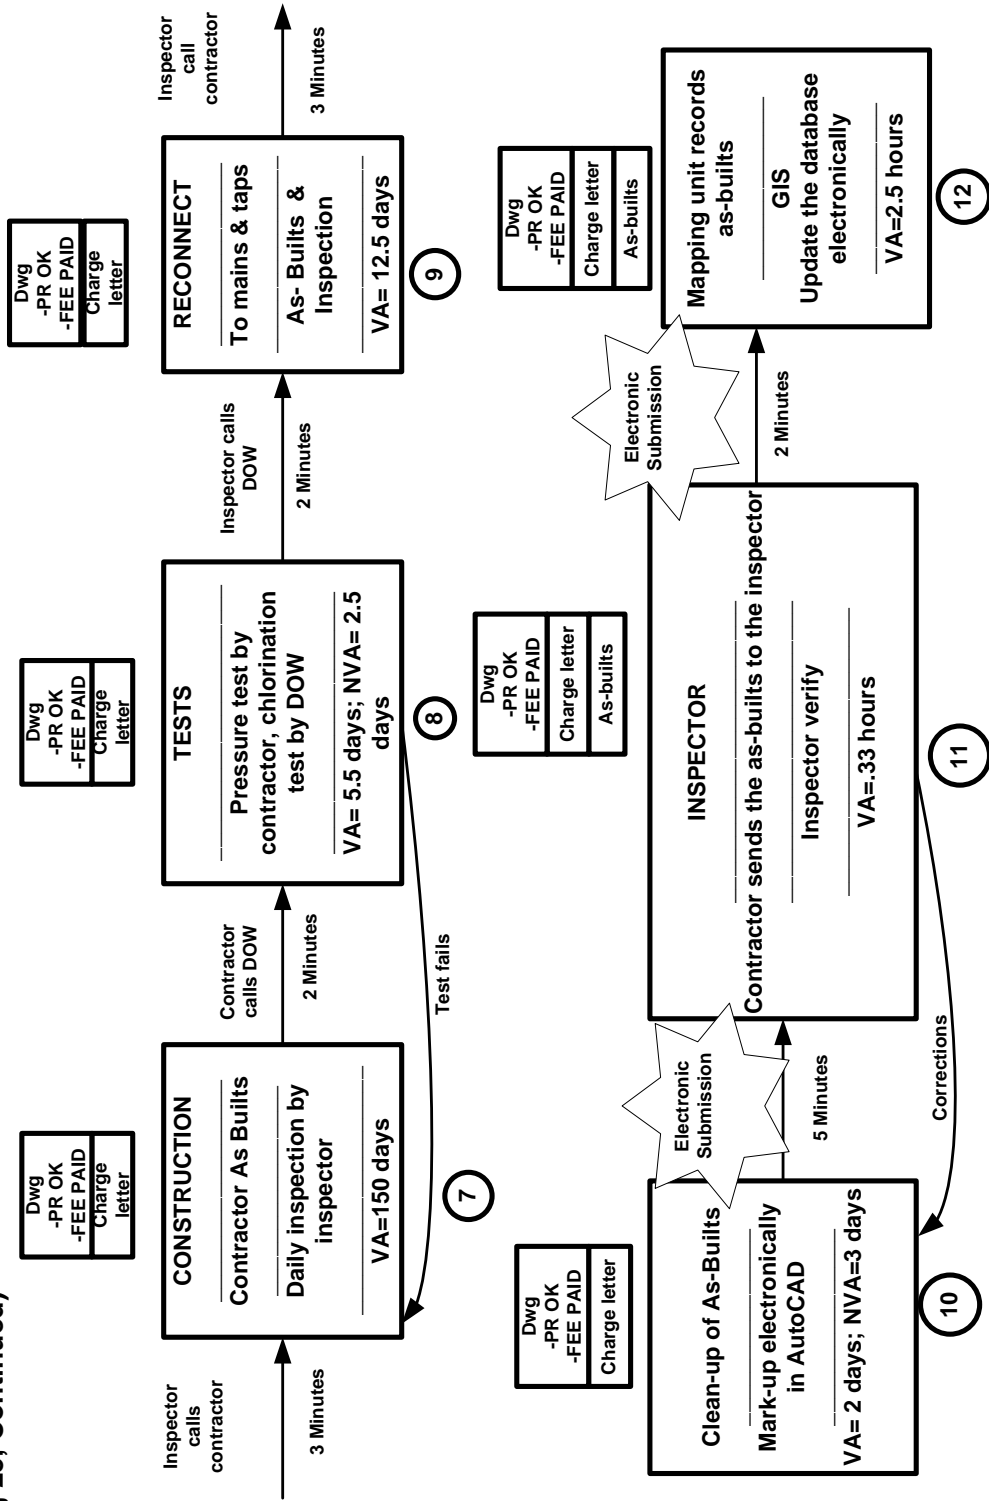 , Continued)
Dwg
-PR OK
-FEE PAID
Charge
letter
Dwg
-PR OK
-FEE PAID
Charge
letter
Dwg
-PR OK
-FEE PAID
Charge
letter
Inspector
calls
contractor
3 Minutes
CONSTRUCTION
Contractor As Builts
Daily inspection by
inspector
VA=150 days
7
Contractor
calls DOW
2 Minutes
TESTS
Pressure test by
contractor, chlorination
test by DOW
VA= 5.5 days; NVA= 2.5
days
8
Test fails
Inspector calls
DOW
2 Minutes
RECONNECT
To mains & taps
As- Builts &
Inspection
VA= 12.5 days
9
Inspector
call
contractor
3 Minutes
Dwg
-PR OK
-FEE PAID
Charge letter
Dwg
-PR OK
-FEE PAID
Charge letter
As-builts
Dwg
-PR OK
-FEE PAID
Charge letter
As-builts
Clean-up of As-Builts
Mark-up electronically
in AutoCAD
VA= 2 days; NVA=3 days
10
Electronic
Submission
5 Minutes
Corrections
INSPECTOR
Contractor sends the as-builts to the inspector
Inspector verify
VA=.33 hours
11
Electronic
Submission
2 Minutes
Mapping unit records
as-builts
GIS
Update the database
electronically
VA=2.5 hours
12